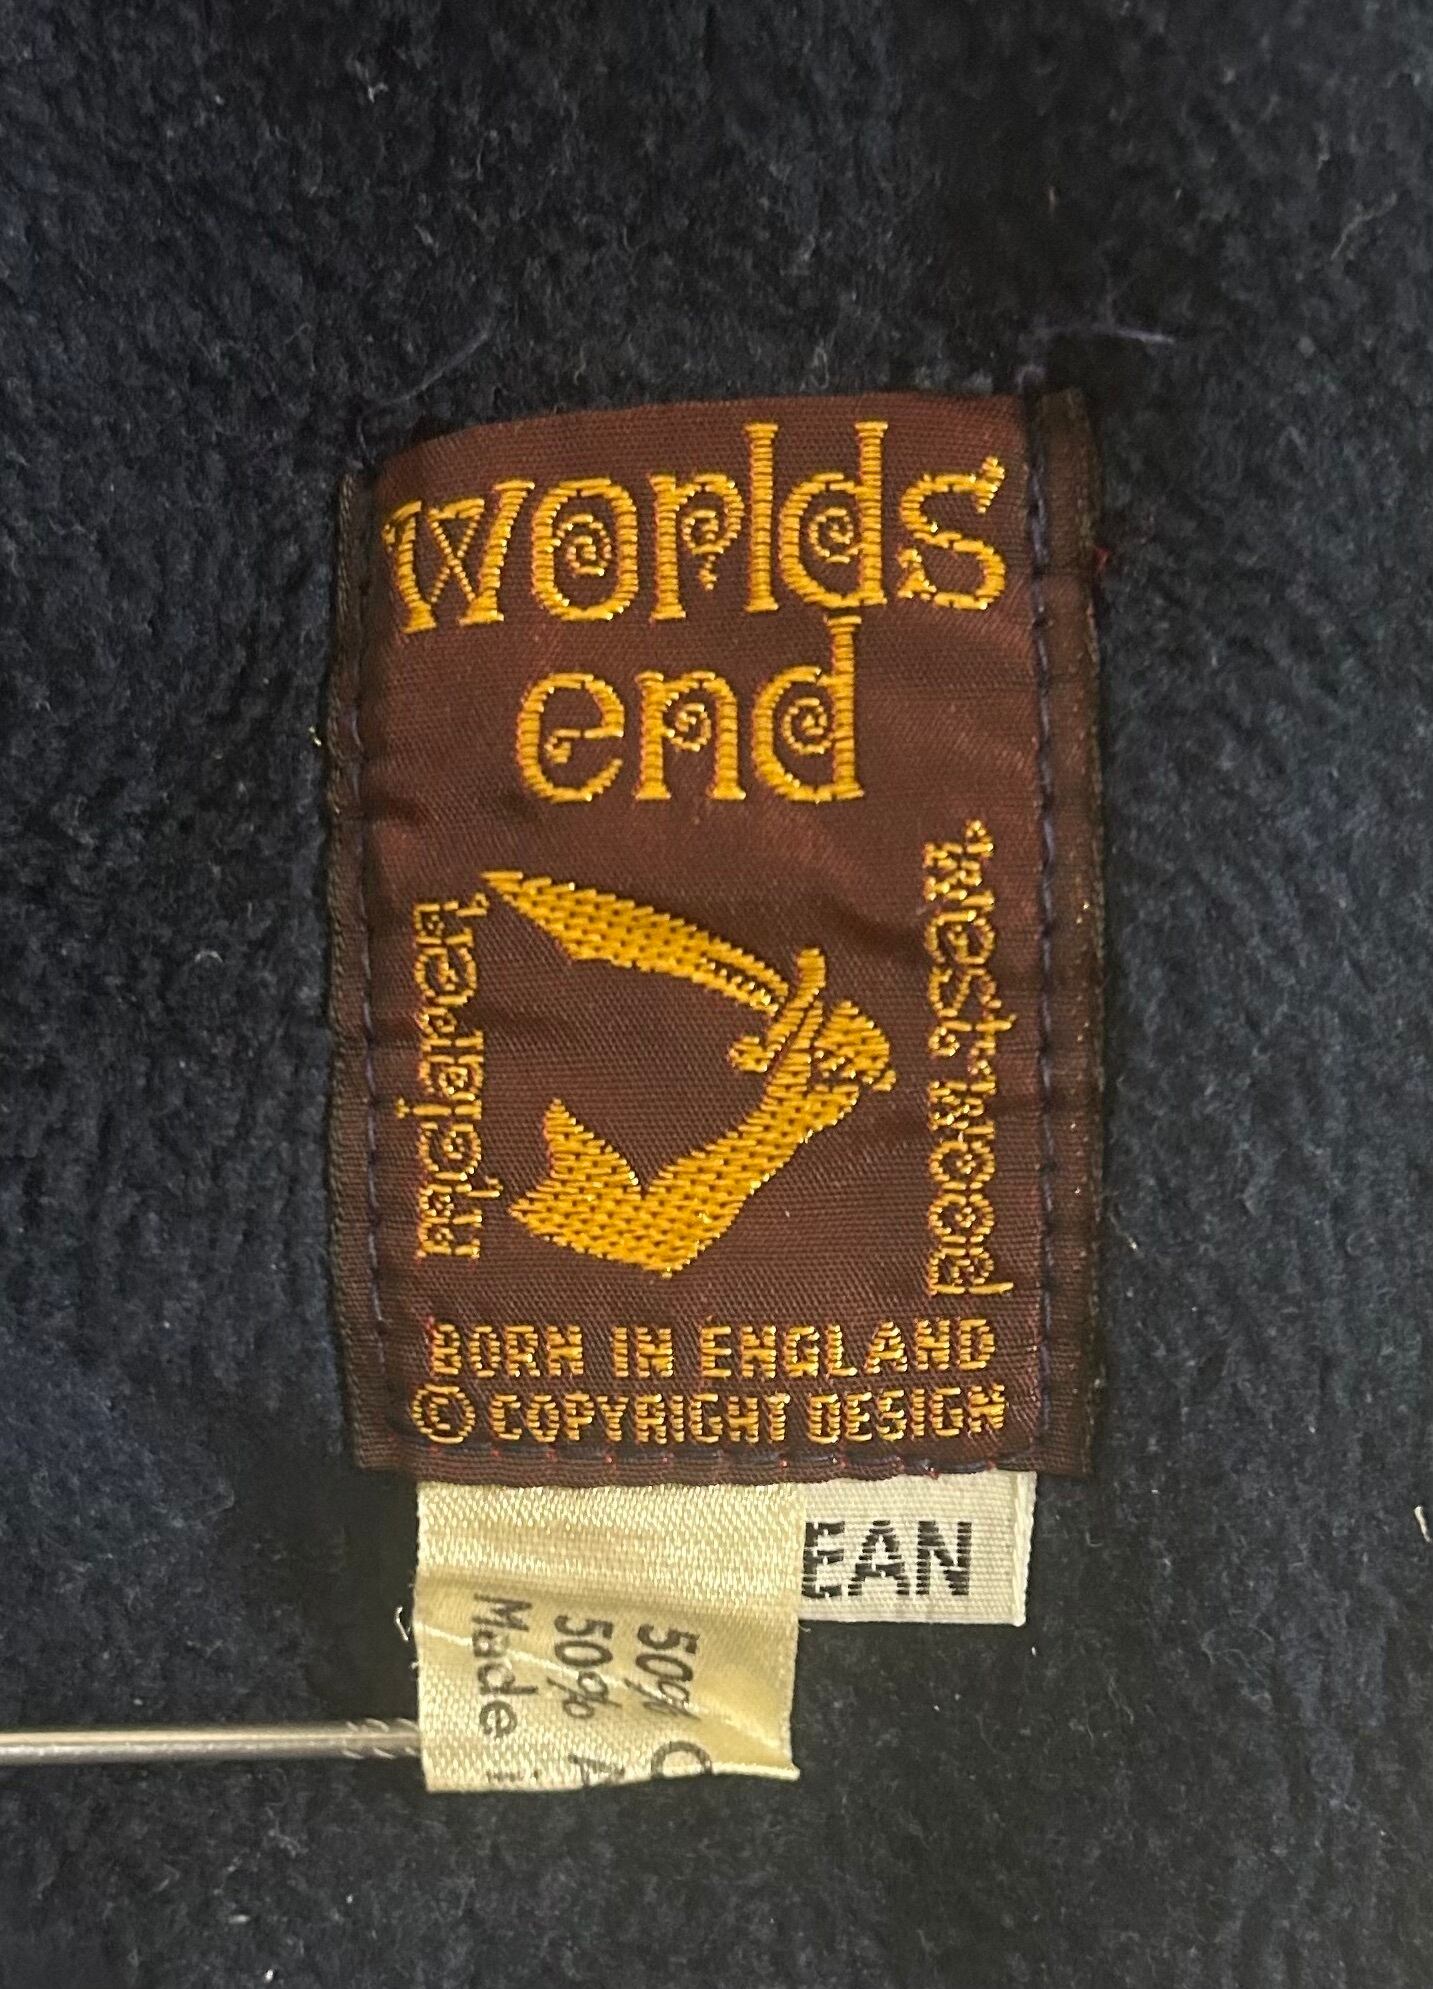 worlds
end
mclaren
westwood
BORN IN ENGLAND
© COPYRIGHT DESIGN
EAN
50%
50%
Made